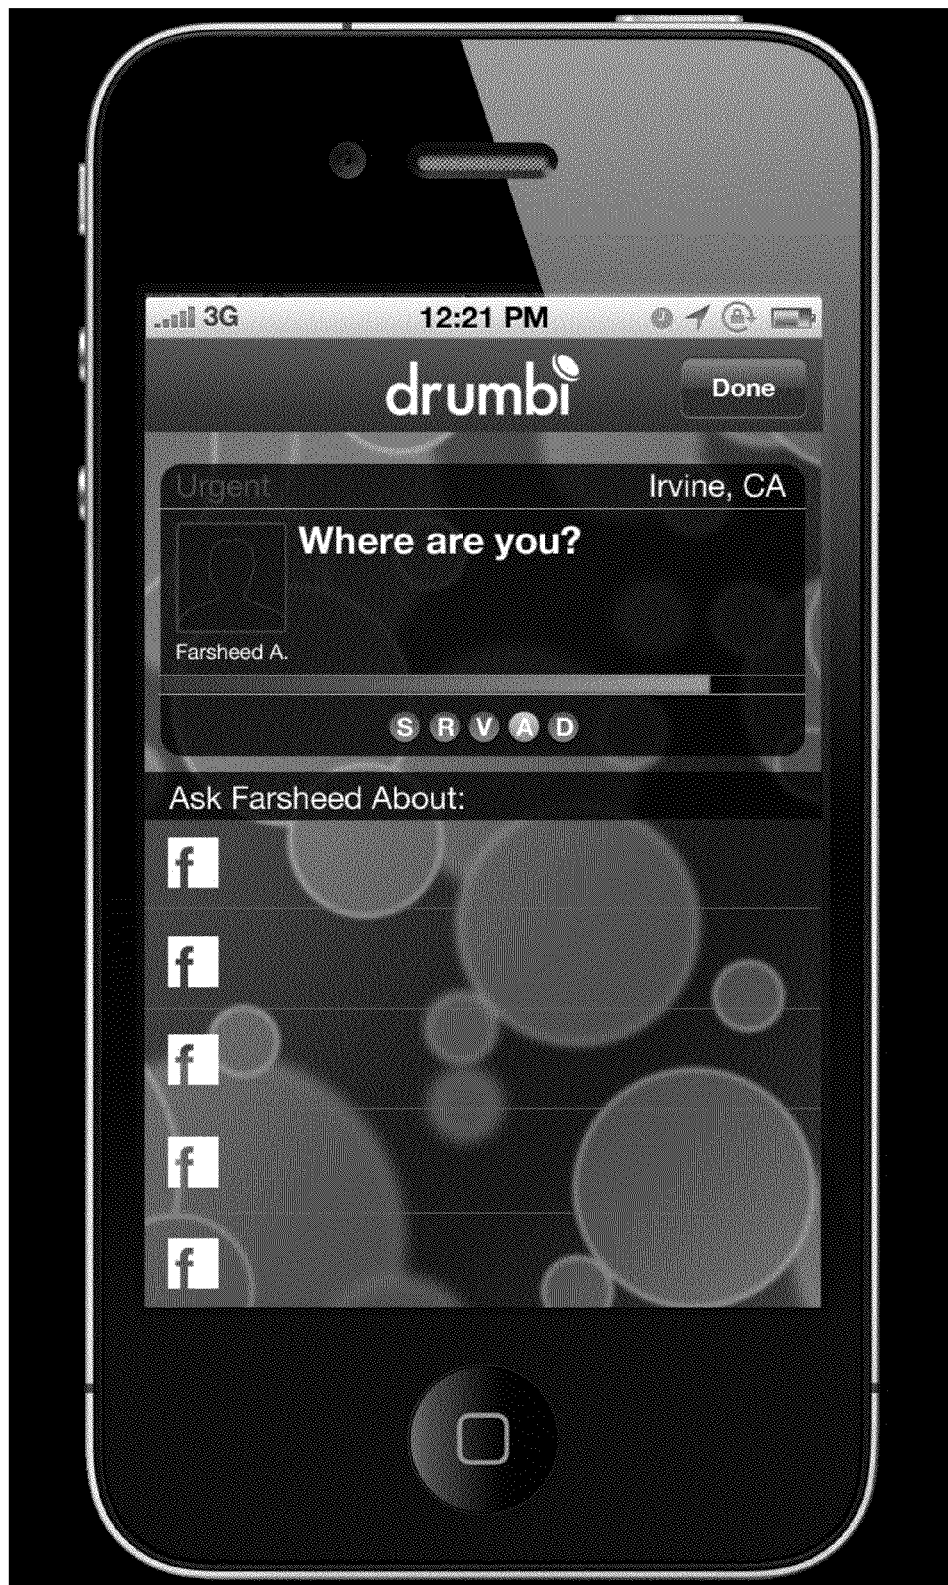 3G 12:21 PM
drumbi Done
Urgent Irvine, CA
Where are you?
Farsheed A.
S R V A D
Ask Farsheed About:
f
f
f
f
f